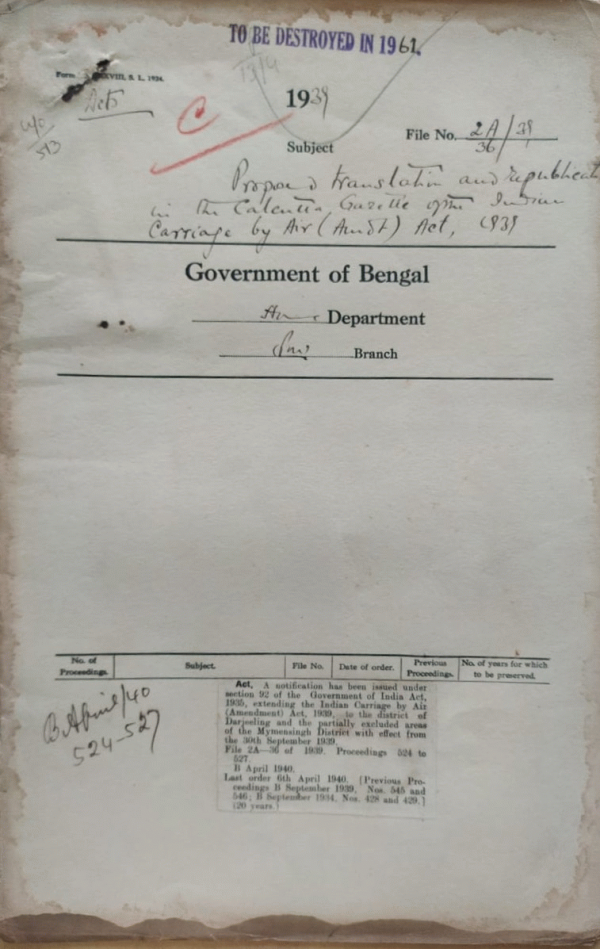 TO BE DESTROYED IN 1961.
Form XVIII, S. L. 1934.
Acts
C
1939
Subject
File No. 2A/36/39
Proposed translation and republication
in the Calcutta Gazette of the Indian
Carriage by Air (Amdt) Act, 1939
Government of Bengal
Department
Branch
No. of Proceedings. Subject. File No. Date of order. Previous Proceedings. No. of years for which to be preserved.
B April/40
524-527
Act. A notification has been issued under
section 92 of the Government of India Act,
1935, extending the Indian Carriage by Air
(Amendment) Act, 1939, to the district of
Darjeeling and the partially excluded areas
of the Mymensingh District with effect from
the 30th September 1939.
File 2A—36 of 1939. Proceedings 524 to
527.
B April 1940.
Last order 6th April 1940. [Previous Pro-
ceedings B September 1939, Nos. 545 and
546; B September 1934, Nos. 428 and 429.]
(20 years.)